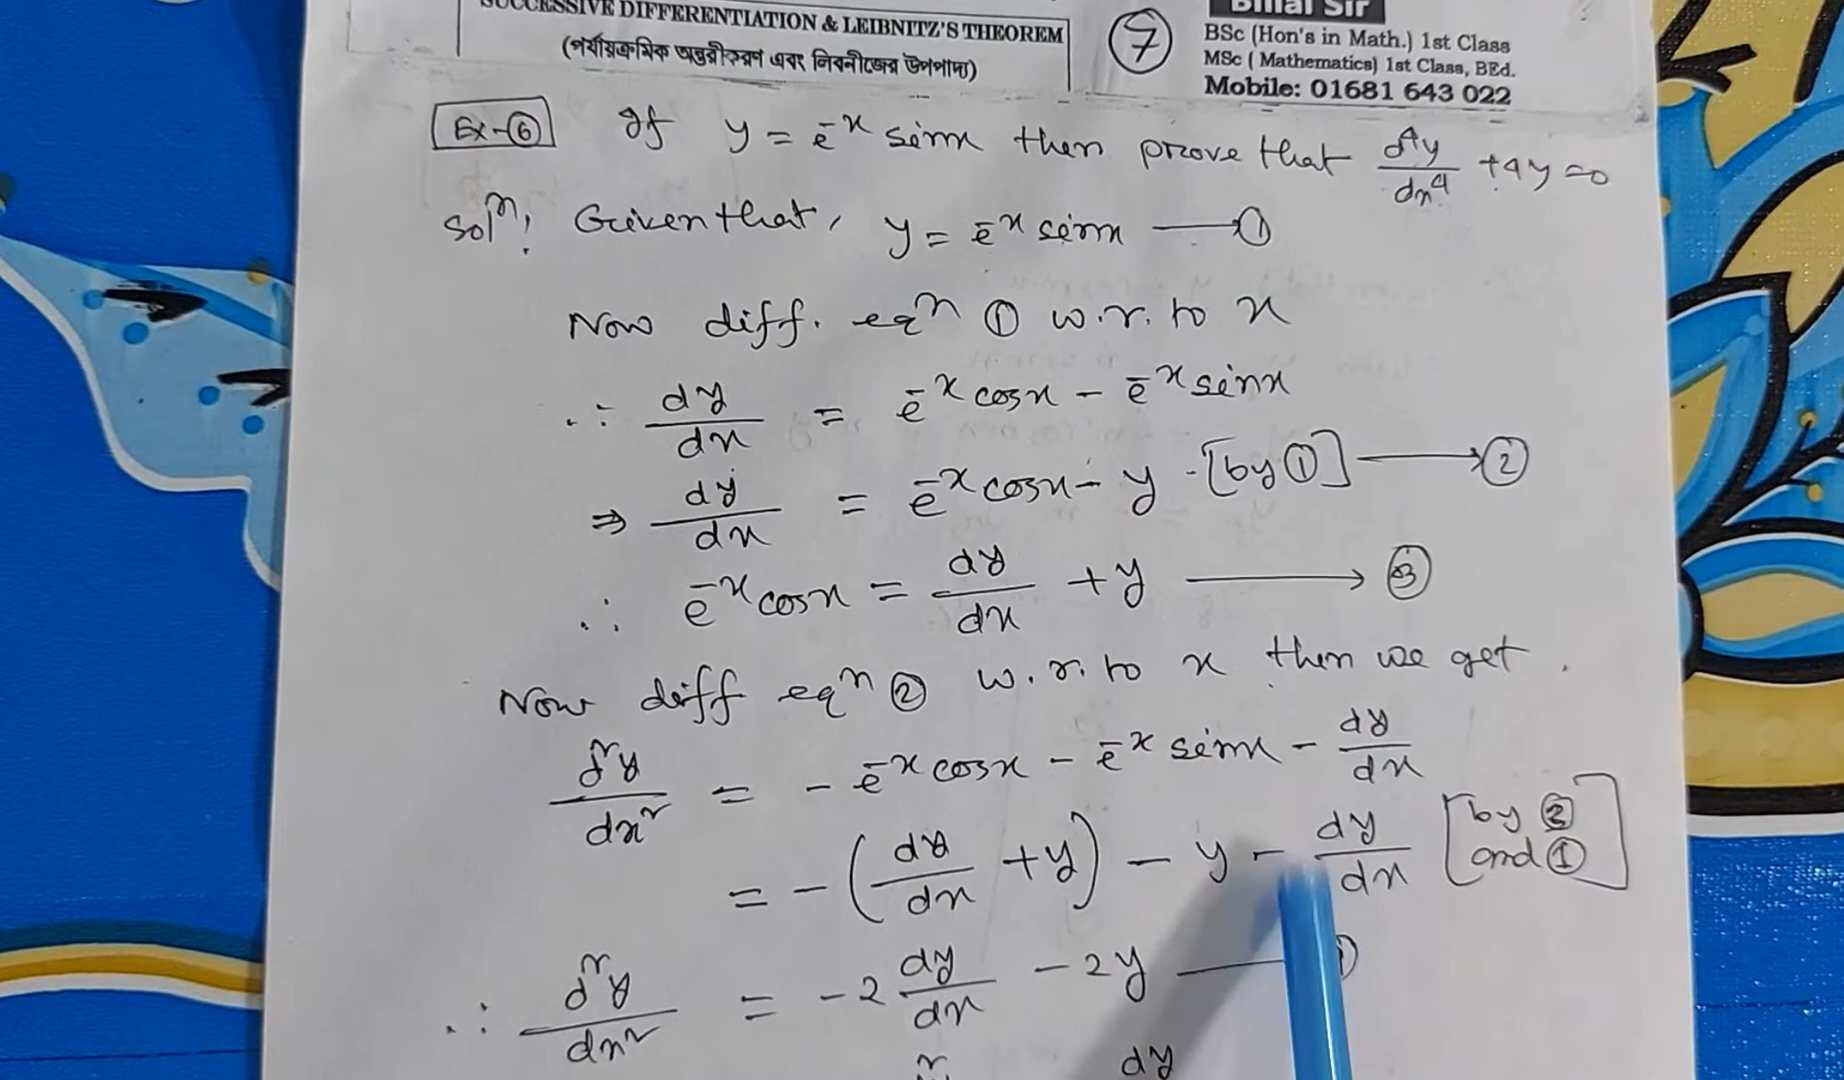 SUCCESSIVE DIFFERENTIATION & LEIBNITZ'S THEOREM
(পর্যায়ক্রমিক অন্তরীকরণ এবং লিবনীজের উপপাদ্য)
7
Billal Sir
BSc (Hon's in Math.) 1st Class
MSc ( Mathematics) 1st Class, BEd.
Mobile: 01681 643 022
Ex-⑥ If y = e⁻ˣ sinx then prove that d⁴y/dx⁴ + 4y = 0
Solⁿ: Given that, y = e⁻ˣ sinx ⟶ ①
Now diff. eqⁿ ① w.r. to x
∴ dy/dx = e⁻ˣ cosx - e⁻ˣ sinx
⇒ dy/dx = e⁻ˣ cosx - y - [by ①] ⟶ ②
∴ e⁻ˣ cosx = dy/dx + y ⟶ ③
Now diff eqⁿ ② w.r. to x then we get
d²y/dx² = - e⁻ˣ cosx - e⁻ˣ sinx - dy/dx
= - (dy/dx + y) - y - dy/dx [by ③ and ①]
∴ d²y/dx² = -2 dy/dx - 2y
dy